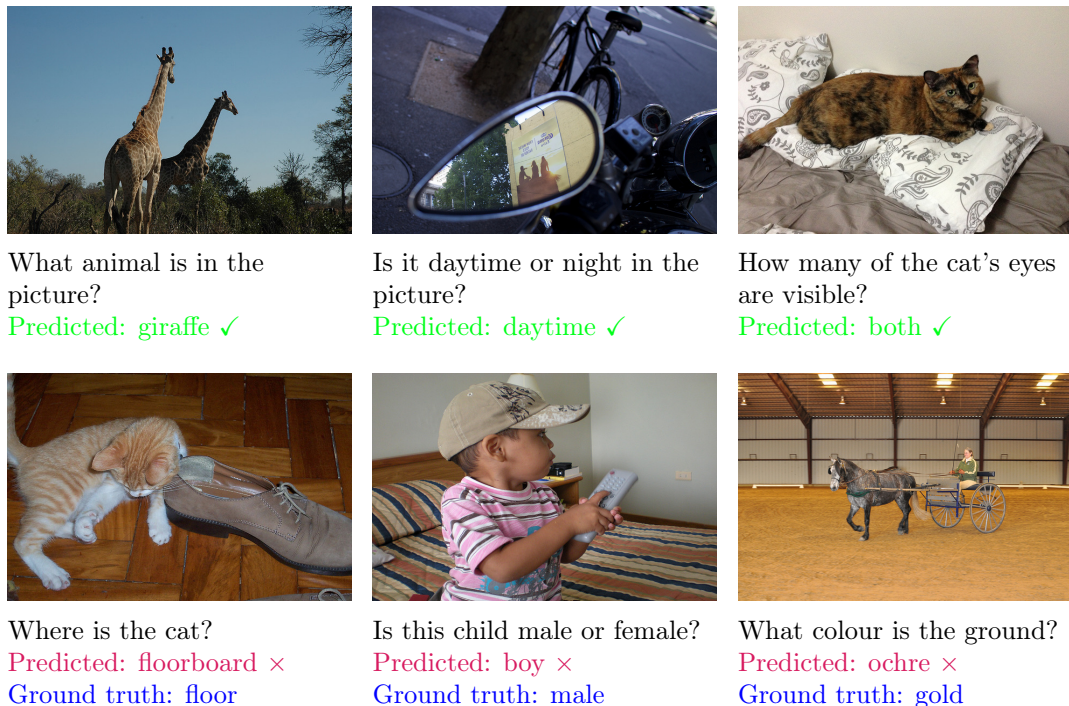 What animal is in the
picture?
Predicted: giraffe ✓
Is it daytime or night in the
picture?
Predicted: daytime ✓
How many of the cat's eyes
are visible?
Predicted: both ✓
Where is the cat?
Predicted: floorboard ×
Ground truth: floor
Is this child male or female?
Predicted: boy ×
Ground truth: male
What colour is the ground?
Predicted: ochre ×
Ground truth: gold